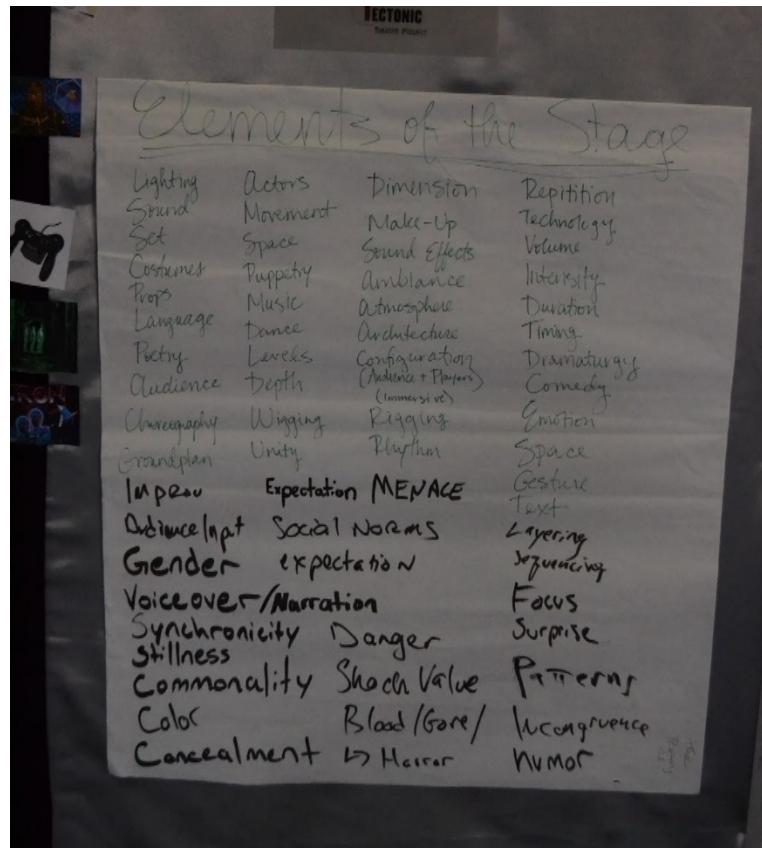 TECTONIC
THEATER PROJECT
Elements of the Stage
Lighting Actors Dimension Repitition
Sound Movement Make-Up Technology
Set Space Sound Effects Volume
Costumes Puppetry Ambiance Intensity
Props Music Atmosphere Duration
Language Dance Architecture Timing
Poetry Levels Configuration Dramaturgy
Audience Depth (Audience + Players) Comedy
(Immersive)
Choreography Wigging Rigging Emotion
Groundplan Unity Rhythm Space
Improv Expectation MENACE Gesture
Text
Audience Input Social Norms Layering
Gender expectation Sequencing
Voiceover/Narration Focus
Synchronicity Danger Surprise
Stillness
Commonality Shock Value Patterns
Color Blood/Gore/ Incongruence
Concealment ↳ Horror Humor